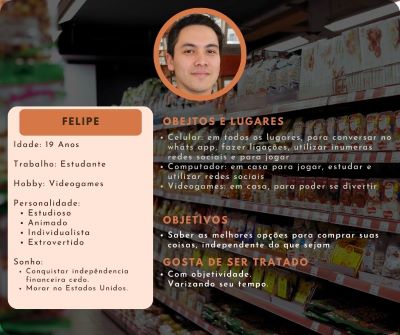 FELIPE
Idade: 19 Anos
Trabalho: Estudante
Hobby: Videogames
Personalidade:
• Estudioso
• Animado
• Individualista
• Extrovertido
Sonho:
• Conquistar indepêndencia
financeira cedo.
• Morar no Estados Unidos.
OBEJTOS E LUGARES
• Celular: em todos os lugores, para conversar no
whats app, fazer ligações, utilizar inumeras
redes sociais e para jogar
• Computador: em casa para jogar, estudar e
utilizar redes sociais
• Videogames: em casa, para poder se divertir
OBJETIVOS
• Saber as melhores opções para comprar suas
coisas, independente do que sejam
GOSTA DE SER TRATADO
• Com objetividade.
Varizando seu tempo.